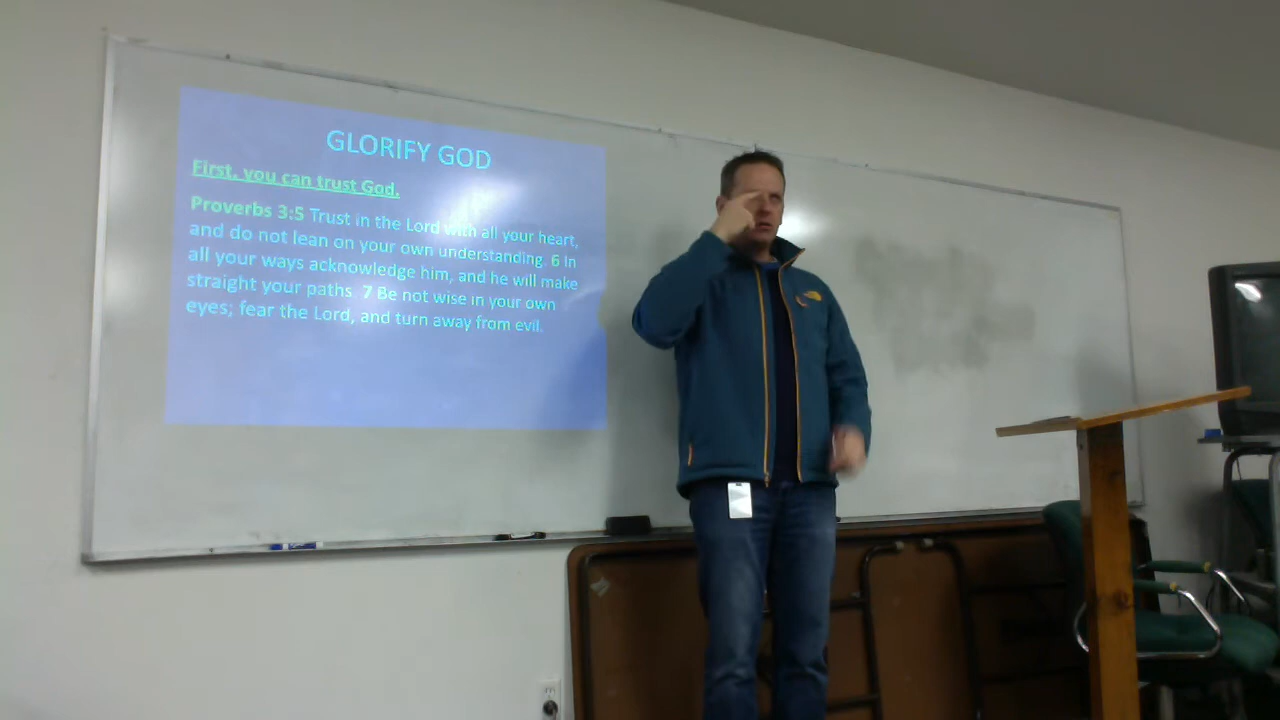 GLORIFY GOD
First, you can trust God.
Proverbs 3:5 Trust in the Lord with all your heart,
and do not lean on your own understanding. 6 In
all your ways acknowledge him, and he will make
straight your paths. 7 Be not wise in your own
eyes; fear the Lord, and turn away from evil.